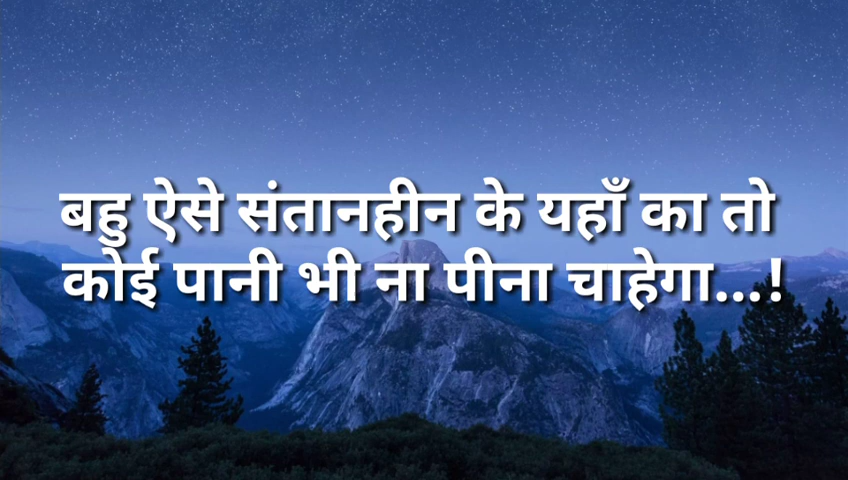 बहु ऐसे संतानहीन के यहाँ का तो
कोई पानी भी ना पीना चाहेगा...!